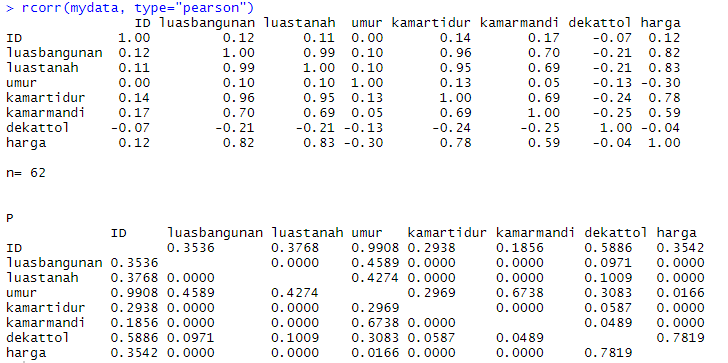 > rcorr(mydata, type="pearson")
ID luasbangunan luastanah umur kamartidur kamarmandi dekattol harga
ID 1.00 0.12 0.11 0.00 0.14 0.17 -0.07 0.12
luasbangunan 0.12 1.00 0.99 0.10 0.96 0.70 -0.21 0.82
luastanah 0.11 0.99 1.00 0.10 0.95 0.69 -0.21 0.83
umur 0.00 0.10 0.10 1.00 0.13 0.05 -0.13 -0.30
kamartidur 0.14 0.96 0.95 0.13 1.00 0.69 -0.24 0.78
kamarmandi 0.17 0.70 0.69 0.05 0.69 1.00 -0.25 0.59
dekattol -0.07 -0.21 -0.21 -0.13 -0.24 -0.25 1.00 -0.04
harga 0.12 0.82 0.83 -0.30 0.78 0.59 -0.04 1.00
n= 62
P
ID luasbangunan luastanah umur kamartidur kamarmandi dekattol harga
ID 0.3536 0.3768 0.9908 0.2938 0.1856 0.5886 0.3542
luasbangunan 0.3536 0.0000 0.4589 0.0000 0.0000 0.0971 0.0000
luastanah 0.3768 0.0000 0.4274 0.0000 0.0000 0.1009 0.0000
umur 0.9908 0.4589 0.4274 0.2969 0.6738 0.3083 0.0166
kamartidur 0.2938 0.0000 0.0000 0.2969 0.0000 0.0587 0.0000
kamarmandi 0.1856 0.0000 0.0000 0.6738 0.0000 0.0489 0.0000
dekattol 0.5886 0.0971 0.1009 0.3083 0.0587 0.0489 0.7819
harga 0.3542 0.0000 0.0000 0.0166 0.0000 0.0000 0.7819